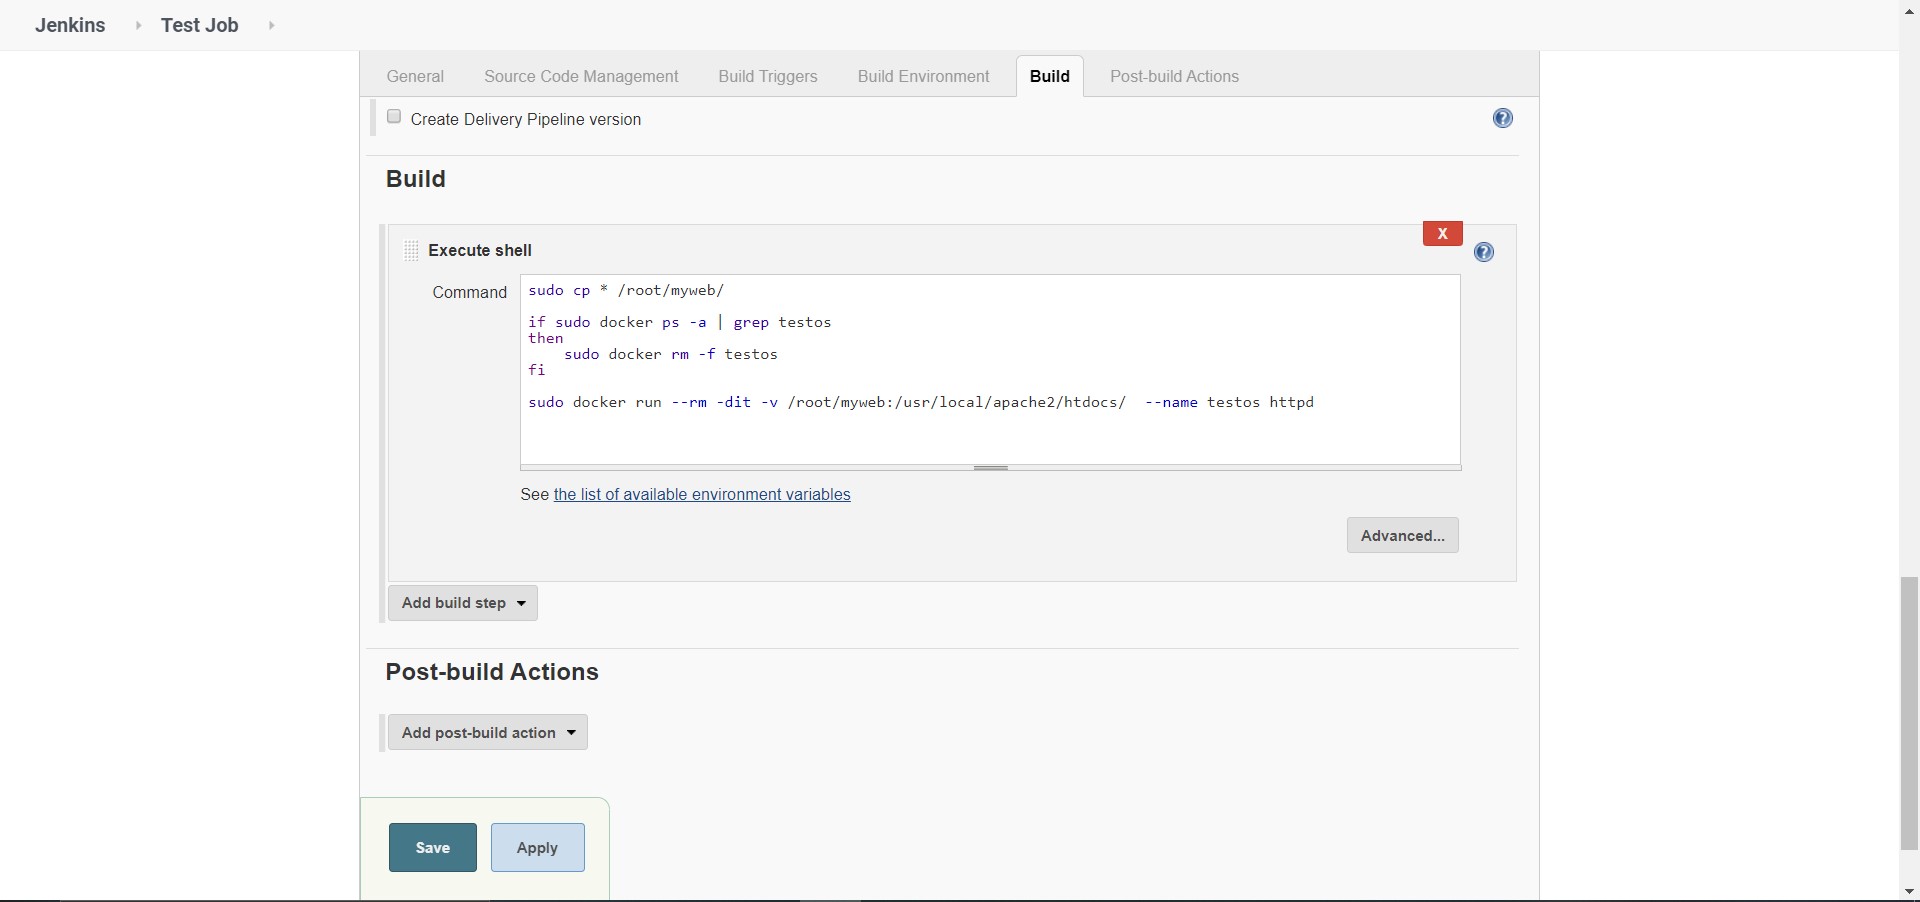 Jenkins Test Job
General Source Code Management Build Triggers Build Environment Build Post-build Actions
Create Delivery Pipeline version
?
Build
X
Execute shell
?
Command
sudo cp * /root/myweb/
if sudo docker ps -a | grep testos
then
    sudo docker rm -f testos
fi
sudo docker run --rm -dit -v /root/myweb:/usr/local/apache2/htdocs/  --name testos httpd
See the list of available environment variables
Advanced...
Add build step
Post-build Actions
Add post-build action
Save Apply